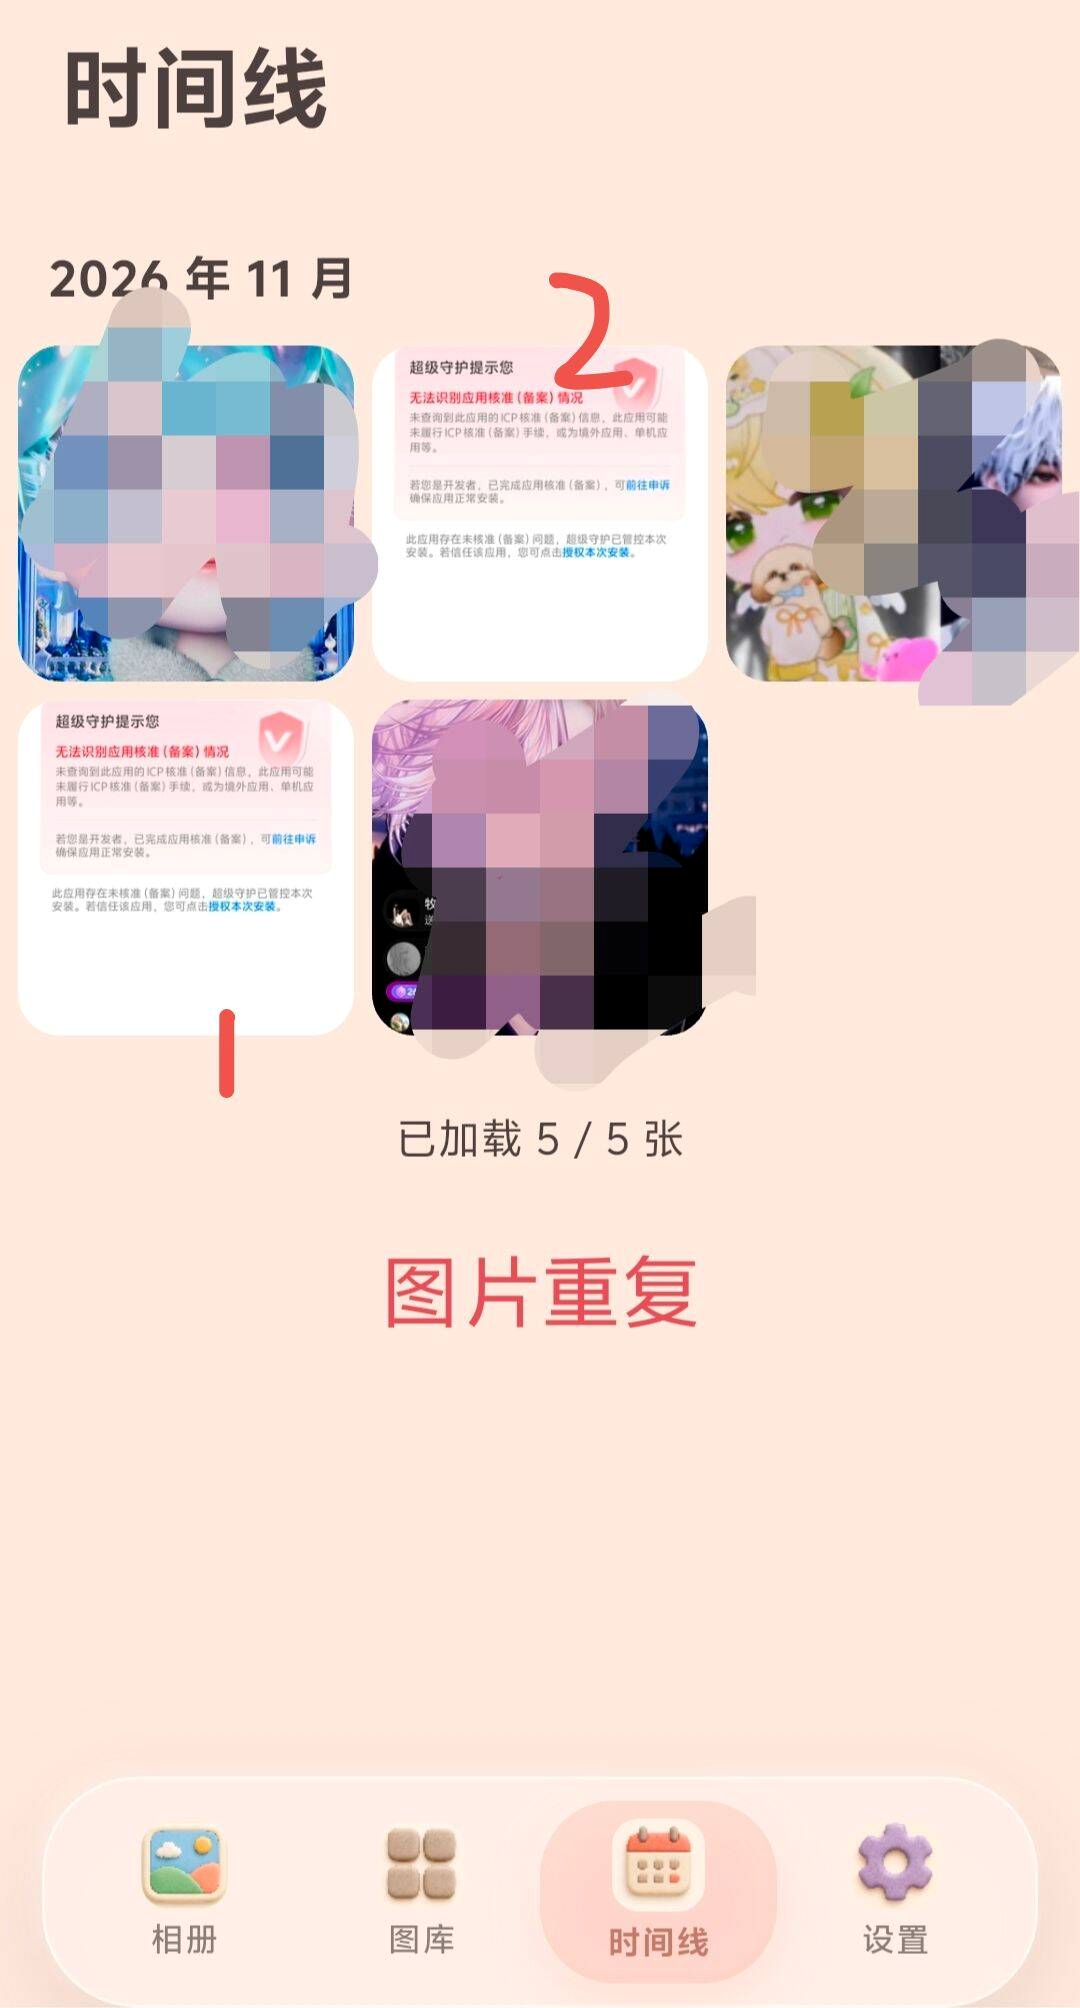 时间线
2026 年 11 月
2
超级守护提示您
无法识别应用核准（备案）情况
未查询到此应用的ICP核准（备案）信息，此应用可能
未履行ICP核准（备案）手续，或为境外应用、单机应
用等。
若您是开发者，已完成应用核准（备案），可前往申诉
确保应用正常安装。
此应用存在未核准（备案）问题，超级守护已管控本次
安装。若信任该应用，您可点击授权本次安装。
超级守护提示您
无法识别应用核准（备案）情况
未查询到此应用的ICP核准（备案）信息，此应用可能
未履行ICP核准（备案）手续，或为境外应用、单机应
用等。
若您是开发者，已完成应用核准（备案），可前往申诉
确保应用正常安装。
此应用存在未核准（备案）问题，超级守护已管控本次
安装。若信任该应用，您可点击授权本次安装。
牧
1
已加载 5 / 5 张
图片重复
相册
图库
时间线
设置